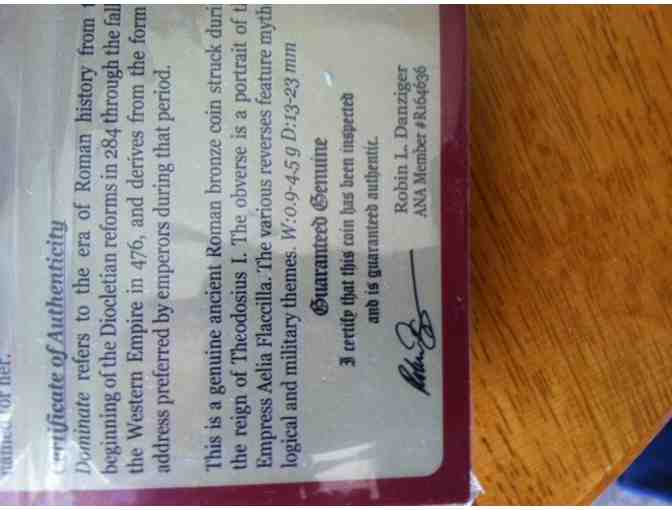 Certificate of Authenticity
Dominate refers to the era of Roman history from
beginning of the Diocletian reforms in 284 through the fall
the Western Empire in 476, and derives from the form
address preferred by emperors during that period.
This is a genuine ancient Roman bronze coin struck duri
the reign of Theodosius I. The obverse is a portrait of t
Empress Aelia Flaccilla. The various reverses feature myth
logical and military themes. W:0.9-4.5 g D:13-23 mm
Guaranteed Genuine
I certify that this coin has been inspected
and is guaranteed authentic.
Robin L. Danziger
ANA Member #R164636